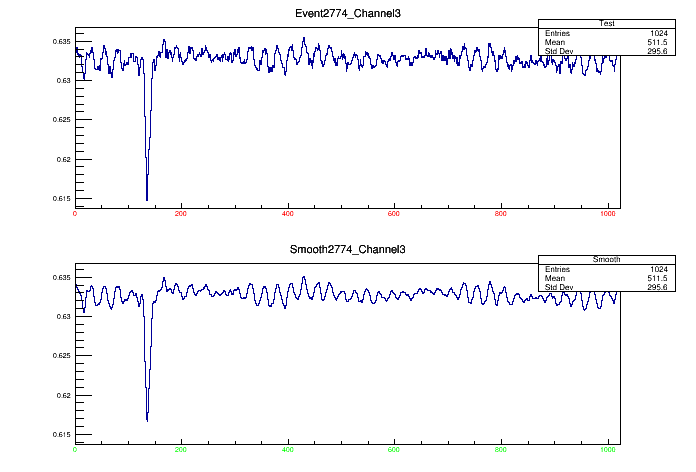 Event2774_Channel3
Test
Entries 1024
Mean 511.5
Std Dev 295.6
0.635
0.63
0.625
0.62
0.615
0 200 400 600 800 1000
Smooth2774_Channel3
Smooth
Entries 1024
Mean 511.5
Std Dev 295.6
0.635
0.63
0.625
0.62
0.615
0 200 400 600 800 1000